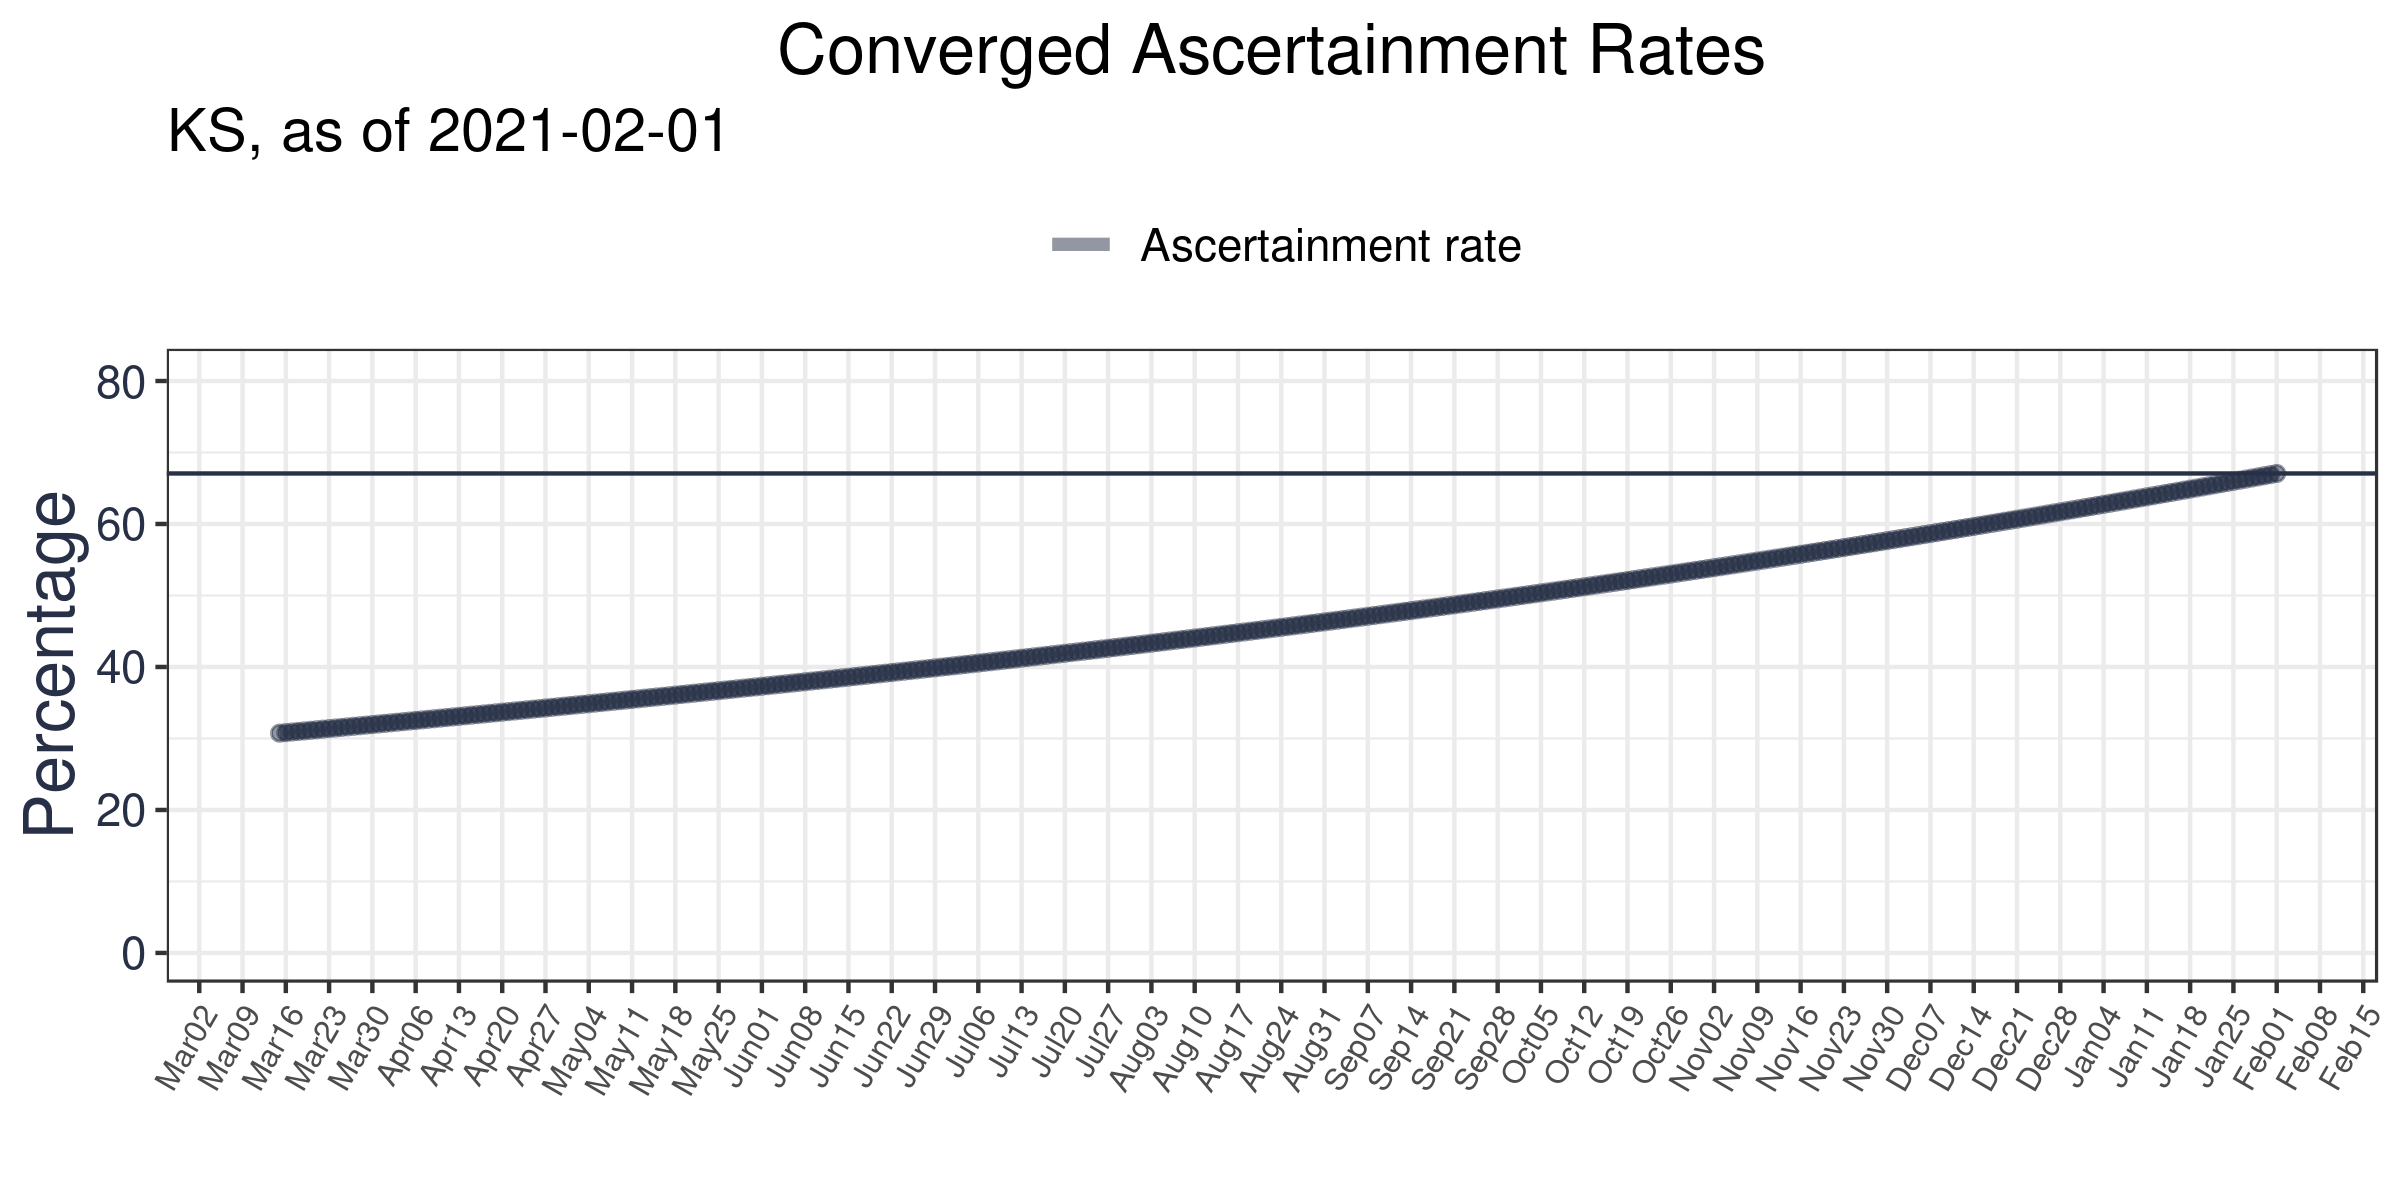 Converged Ascertainment Rates
KS, as of 2021-02-01
Ascertainment rate
Percentage
80
60
40
20
0
Mar02 Mar09 Mar16 Mar23 Mar30 Apr06 Apr13 Apr20 Apr27 May04 May11 May18 May25 Jun01 Jun08 Jun15 Jun22 Jun29 Jul06 Jul13 Jul20 Jul27 Aug03 Aug10 Aug17 Aug24 Aug31 Sep07 Sep14 Sep21 Sep28 Oct05 Oct12 Oct19 Oct26 Nov02 Nov09 Nov16 Nov23 Nov30 Dec07 Dec14 Dec21 Dec28 Jan04 Jan11 Jan18 Jan25 Feb01 Feb08 Feb15